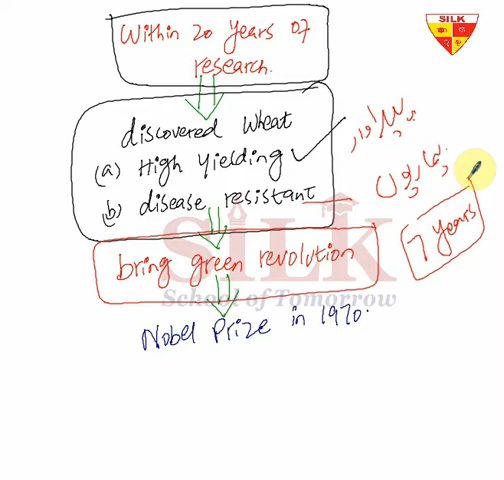 SILK
Within 20 years of
research.
discovered Wheat
(a) High Yielding ✓
پیداوار
(b) disease resistant
بیماریوں
7 years
SILK
bring green revolution
School of Tomorrow
Nobel Prize in 1970.